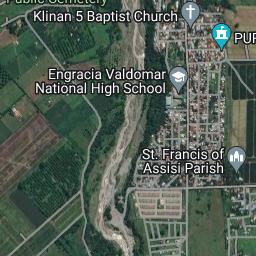 Public Cemetery
Klinan 5 Baptist Church
PUR
Engracia Valdomar
National High School
St. Francis of
Assisi Parish